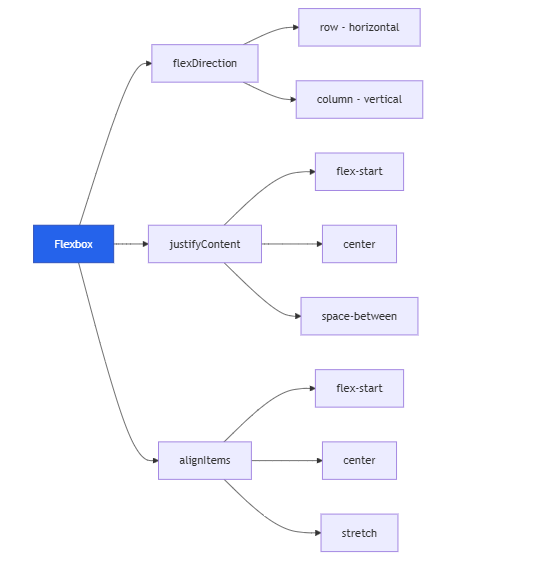 Flexbox
flexDirection
row - horizontal
column - vertical
justifyContent
flex-start
center
space-between
alignItems
flex-start
center
stretch